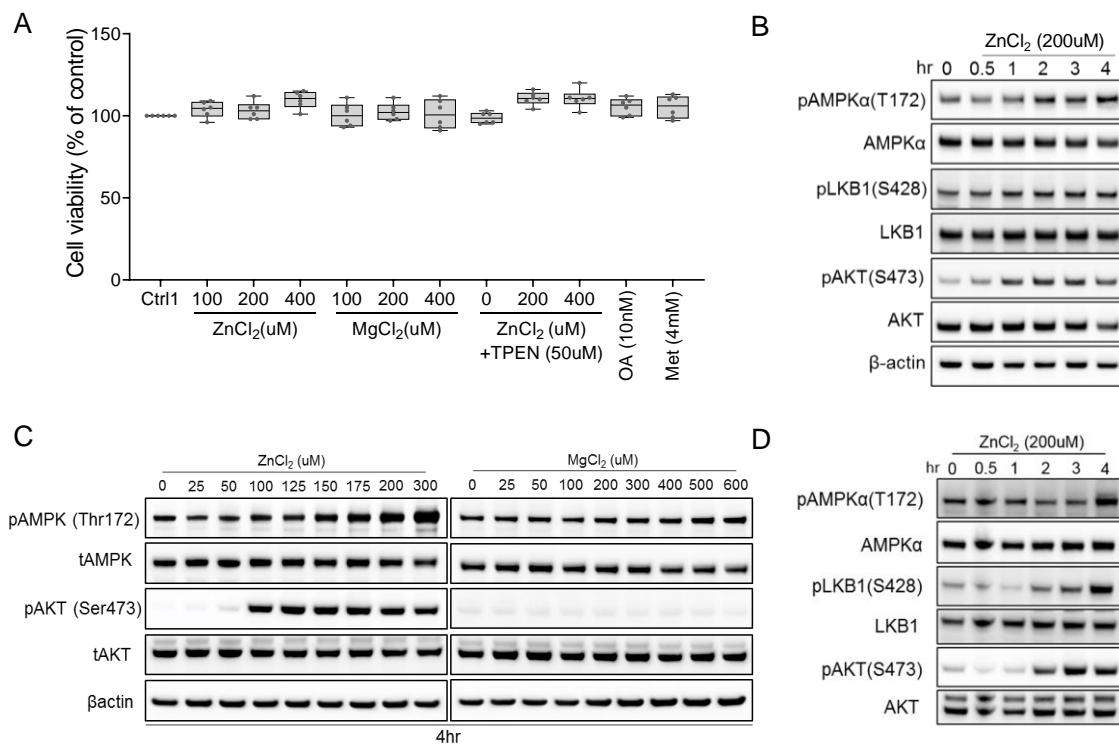 A
Cell viability (% of control)
150
100
50
0
Ctrl1
100
200
400
100
200
400
0
200
400
OA (10nM)
Met (4mM)
ZnCl2(uM)
MgCl2(uM)
ZnCl2 (uM)
+TPEN (50uM)
B
ZnCl2 (200uM)
hr 0 0.5 1 2 3 4
pAMPKα(T172)
AMPKα
pLKB1(S428)
LKB1
pAKT(S473)
AKT
β-actin
C
ZnCl2 (uM)
MgCl2 (uM)
0 25 50 100 125 150 175 200 300
0 25 50 100 200 300 400 500 600
pAMPK (Thr172)
tAMPK
pAKT (Ser473)
tAKT
βactin
4hr
D
ZnCl2 (200uM)
hr 0 0.5 1 2 3 4
pAMPKα(T172)
AMPKα
pLKB1(S428)
LKB1
pAKT(S473)
AKT